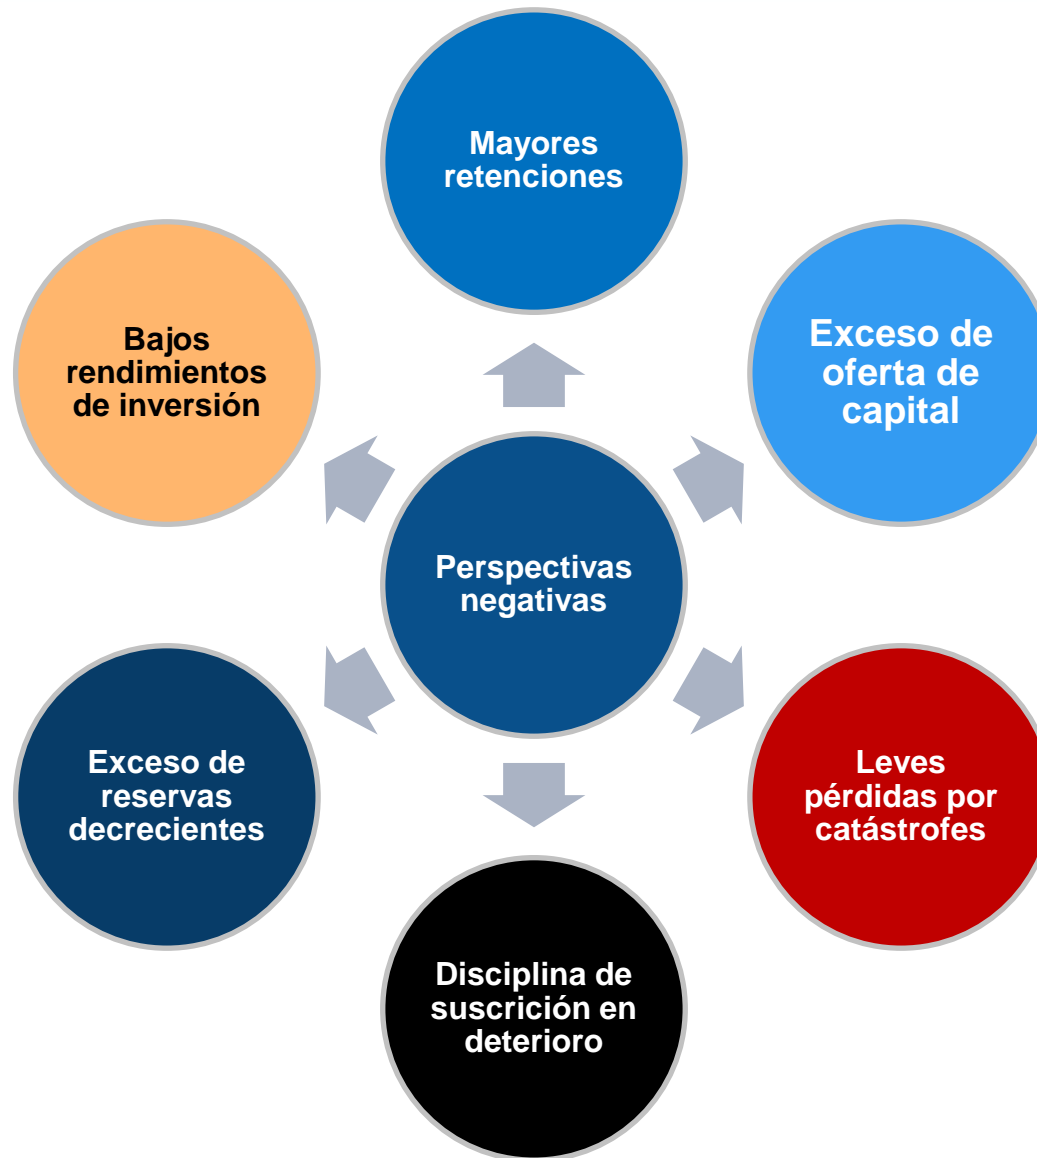 Mayores
retenciones
Exceso de
oferta de
capital
Bajos
rendimientos
de inversión
Perspectivas
negativas
Exceso de
reservas
decrecientes
Leves
pérdidas por
catástrofes
Disciplina de
suscrición en
deterioro